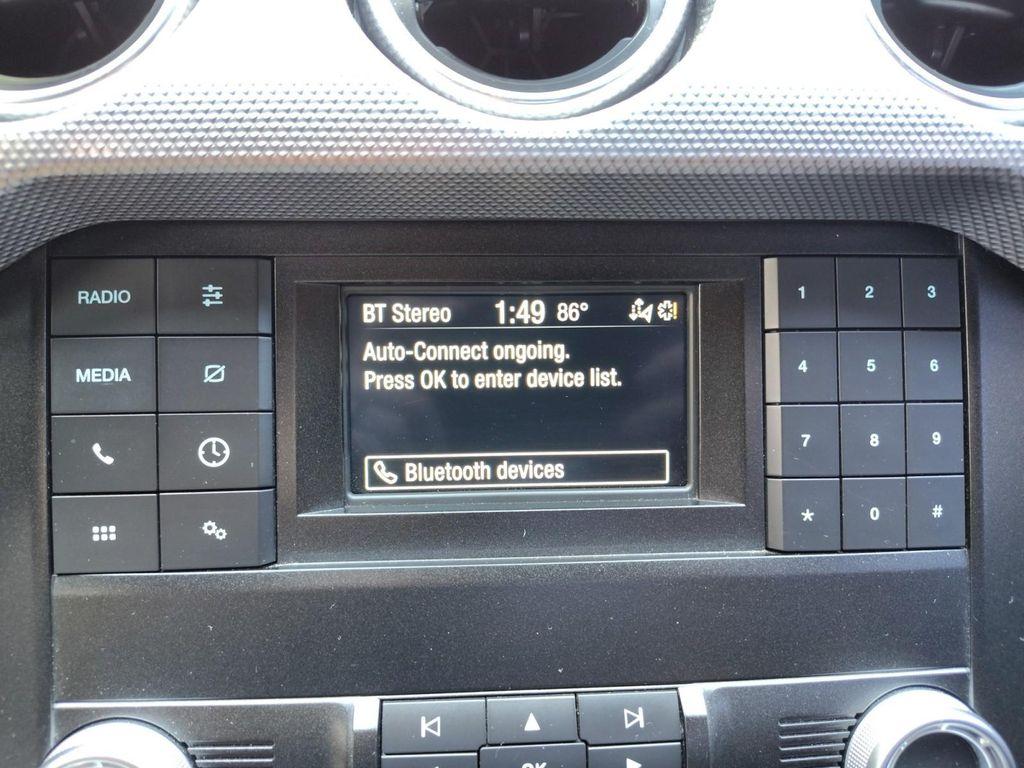 BT Stereo 1:49 86°
Auto-Connect ongoing.
Press OK to enter device list.
Bluetooth devices
RADIO
MEDIA
1 2 3
4 5 6
7 8 9
* 0 #
OK